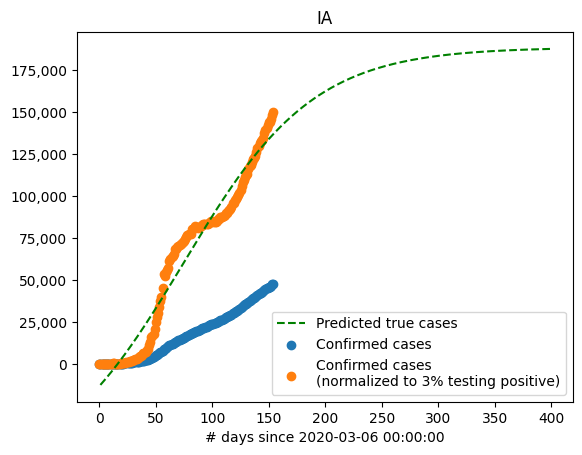 IA
175,000
150,000
125,000
100,000
75,000
50,000
25,000
0
Predicted true cases
Confirmed cases
Confirmed cases
(normalized to 3% testing positive)
0 50 100 150 200 250 300 350 400
# days since 2020-03-06 00:00:00